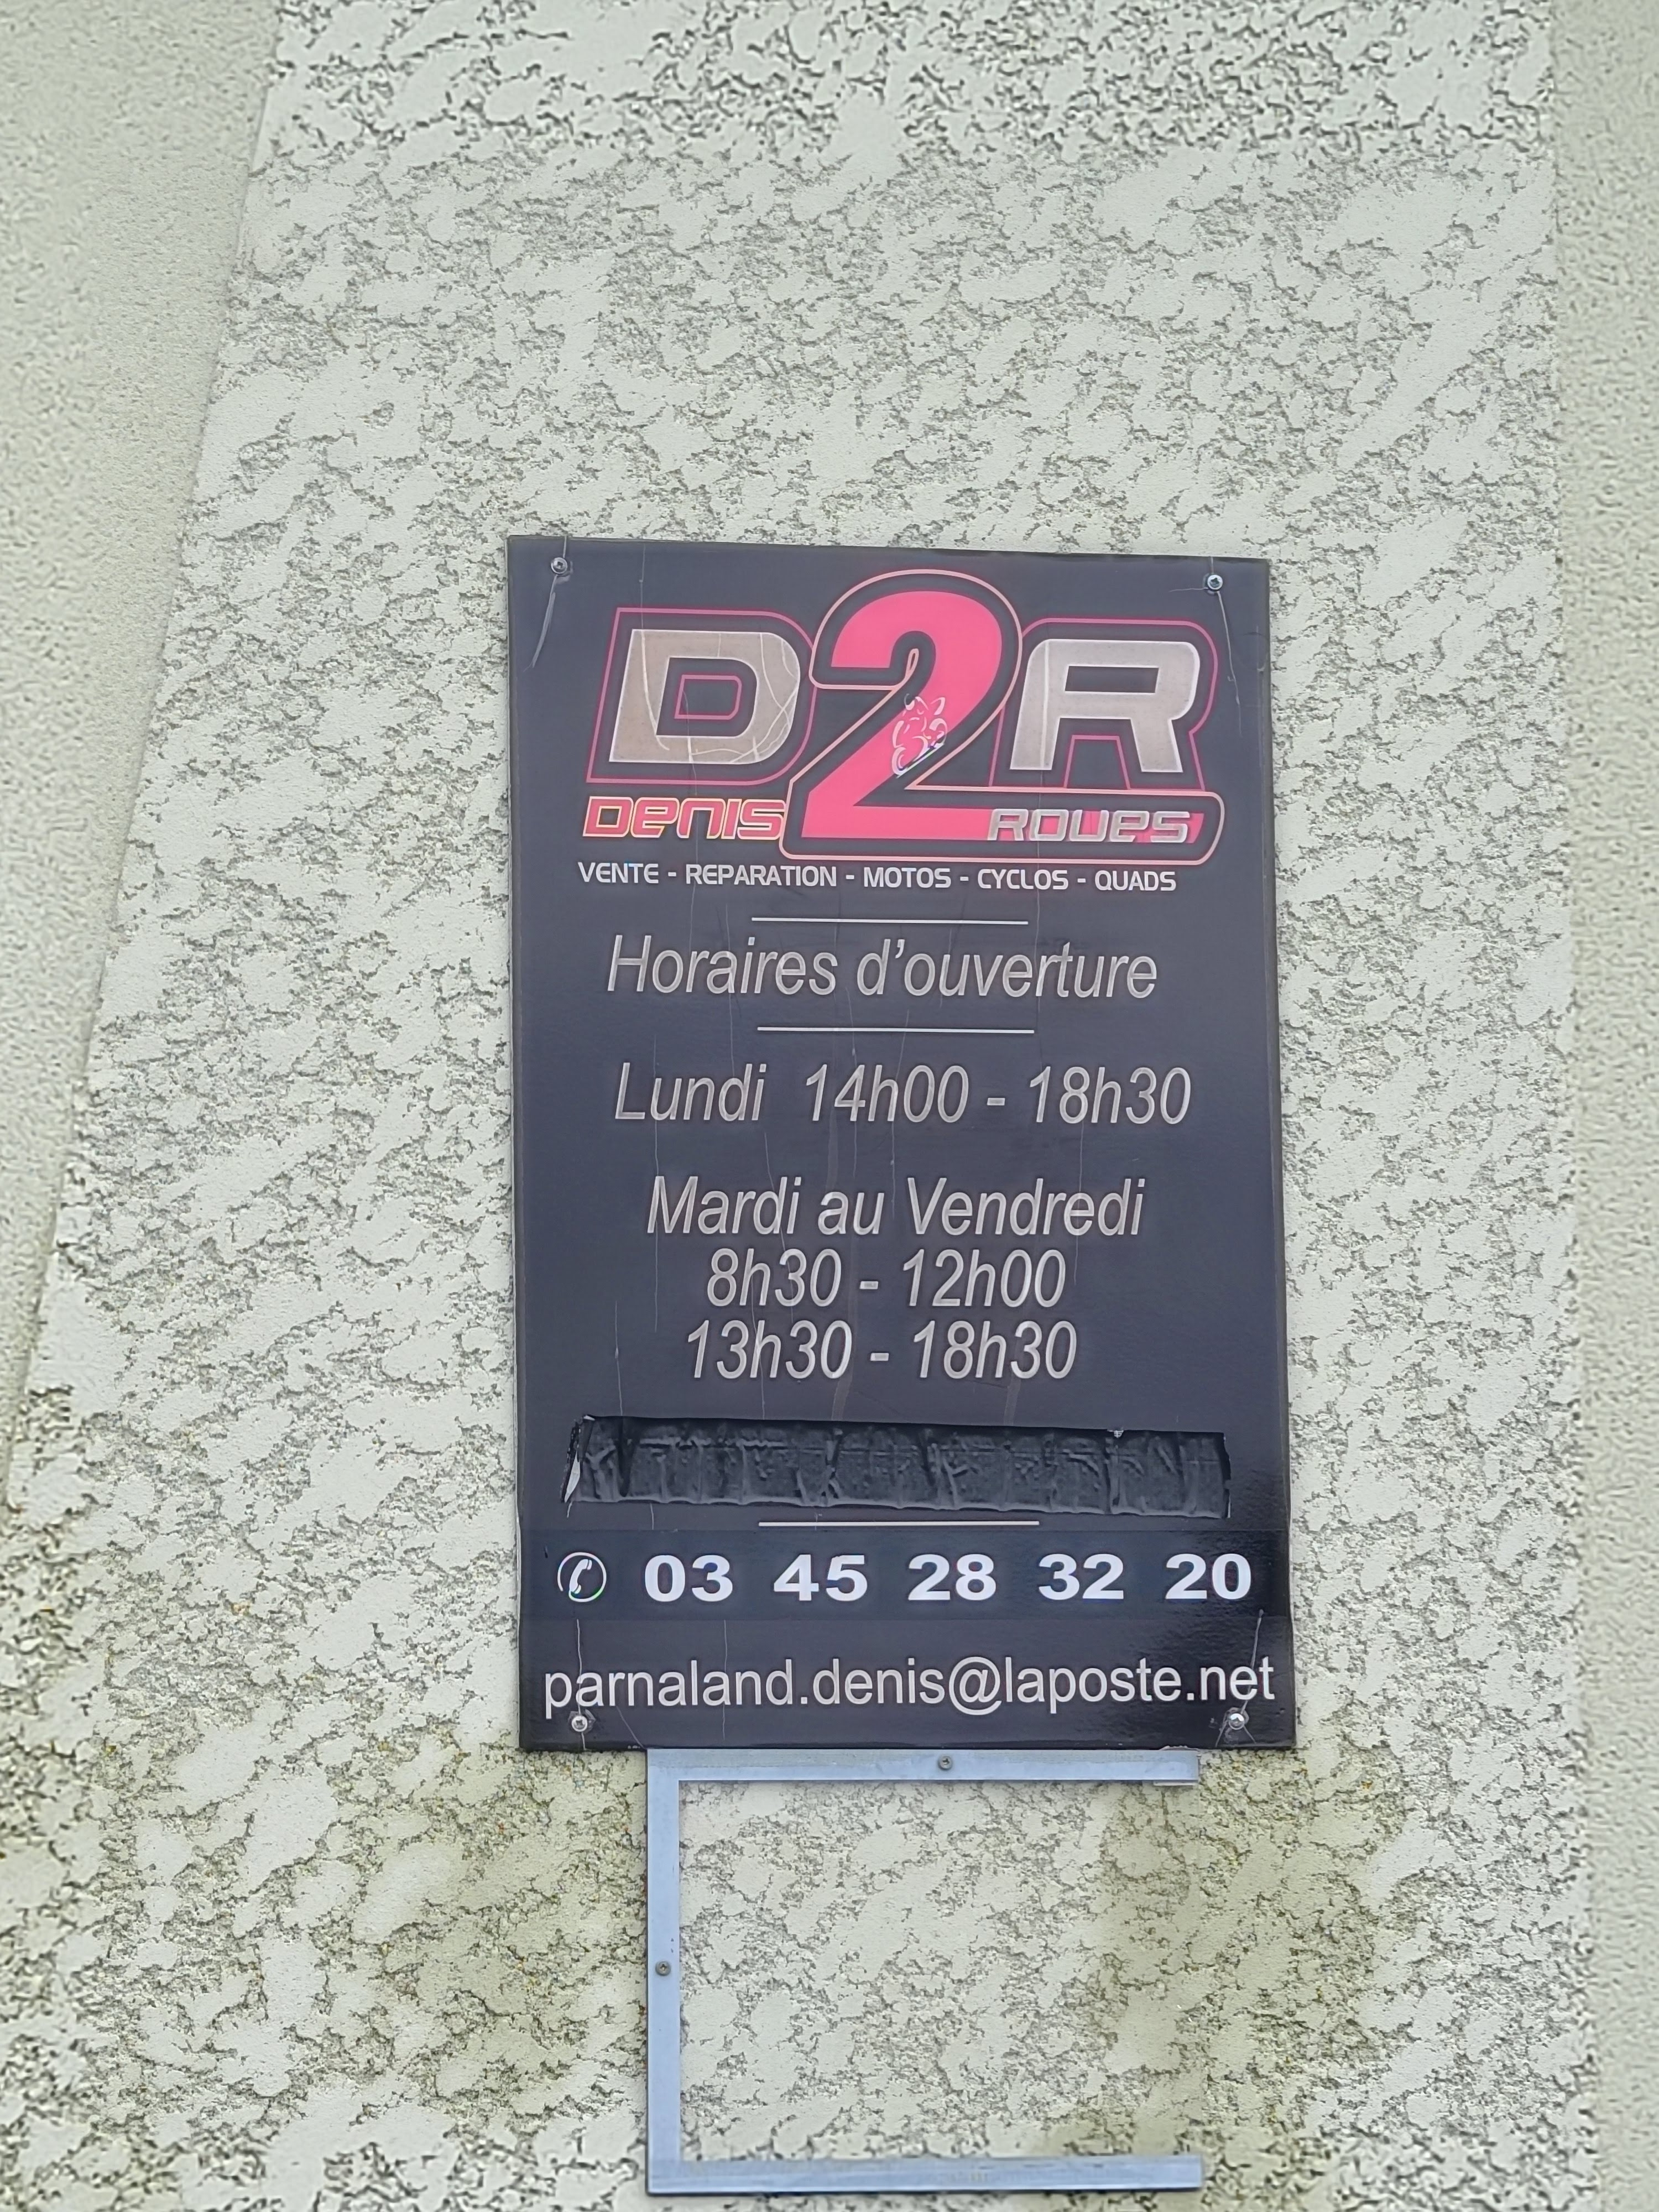 D2R
DENIS ROUES
VENTE - REPARATION - MOTOS - CYCLOS - QUADS
Horaires d'ouverture
Lundi 14h00 - 18h30
Mardi au Vendredi
8h30 - 12h00
13h30 - 18h30
03 45 28 32 20
parnaland.denis@laposte.net